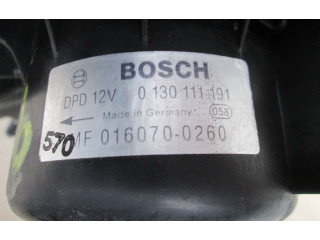 BOSCH
DPD 12V 0 130 111 191
Made in Germany 058
570 MF 016070-0260